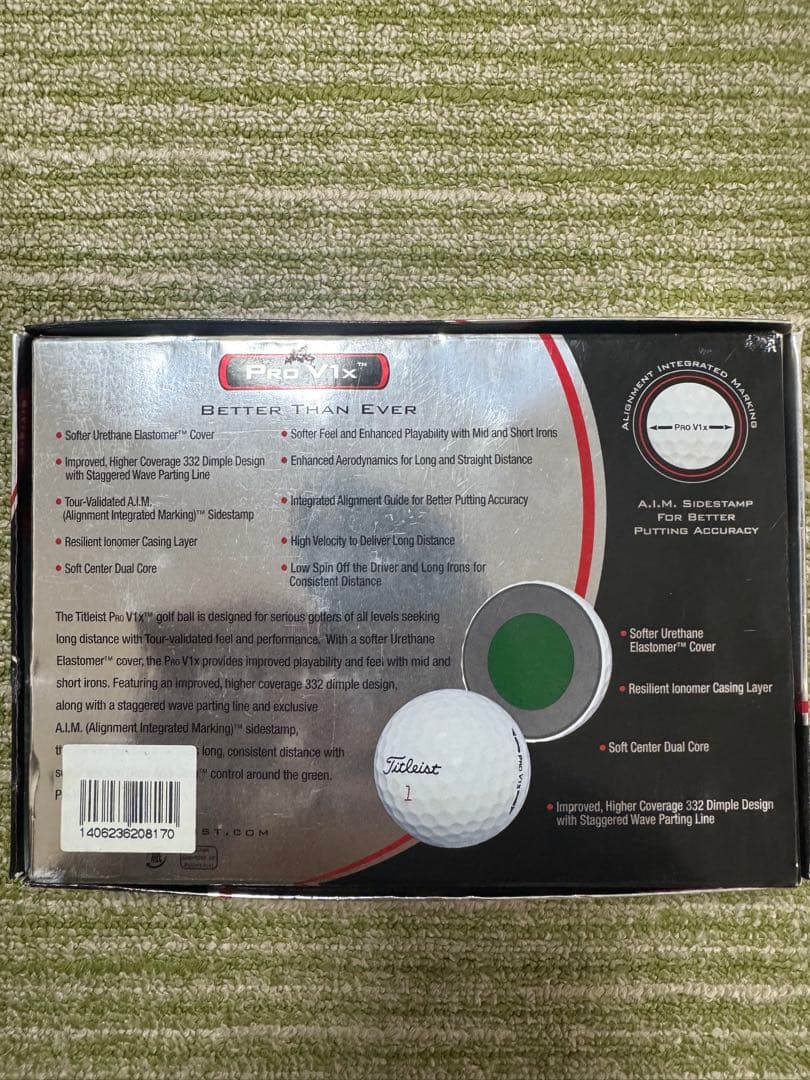 PRO V1x™
BETTER THAN EVER
• Softer Urethane Elastomer™ Cover
• Improved, Higher Coverage 332 Dimple Design
with Staggered Wave Parting Line
• Tour-Validated A.I.M.
(Alignment Integrated Marking)™ Sidestamp
• Resilient Ionomer Casing Layer
• Soft Center Dual Core
• Softer Feel and Enhanced Playability with Mid and Short Irons
• Enhanced Aerodynamics for Long and Straight Distance
• Integrated Alignment Guide for Better Putting Accuracy
• High Velocity to Deliver Long Distance
• Low Spin Off the Driver and Long Irons for
Consistent Distance
The Titleist PRO V1x™ golf ball is designed for serious golfers of all levels seeking
long distance with Tour-validated feel and performance. With a softer Urethane
Elastomer™ cover, the PRO V1x provides improved playability and feel with mid and
short irons. Featuring an improved, higher coverage 332 dimple design,
along with a staggered wave parting line and exclusive
A.I.M. (Alignment Integrated Marking)™ sidestamp,
long, consistent distance with
™ control around the green.
1406236208170
ST.COM
Titleist
1
PRO V1x
ALIGNMENT INTEGRATED MARKING
PRO V1x
A.I.M. SIDESTAMP
FOR BETTER
PUTTING ACCURACY
• Softer Urethane
Elastomer™ Cover
• Resilient Ionomer Casing Layer
• Soft Center Dual Core
• Improved, Higher Coverage 332 Dimple Design
with Staggered Wave Parting Line